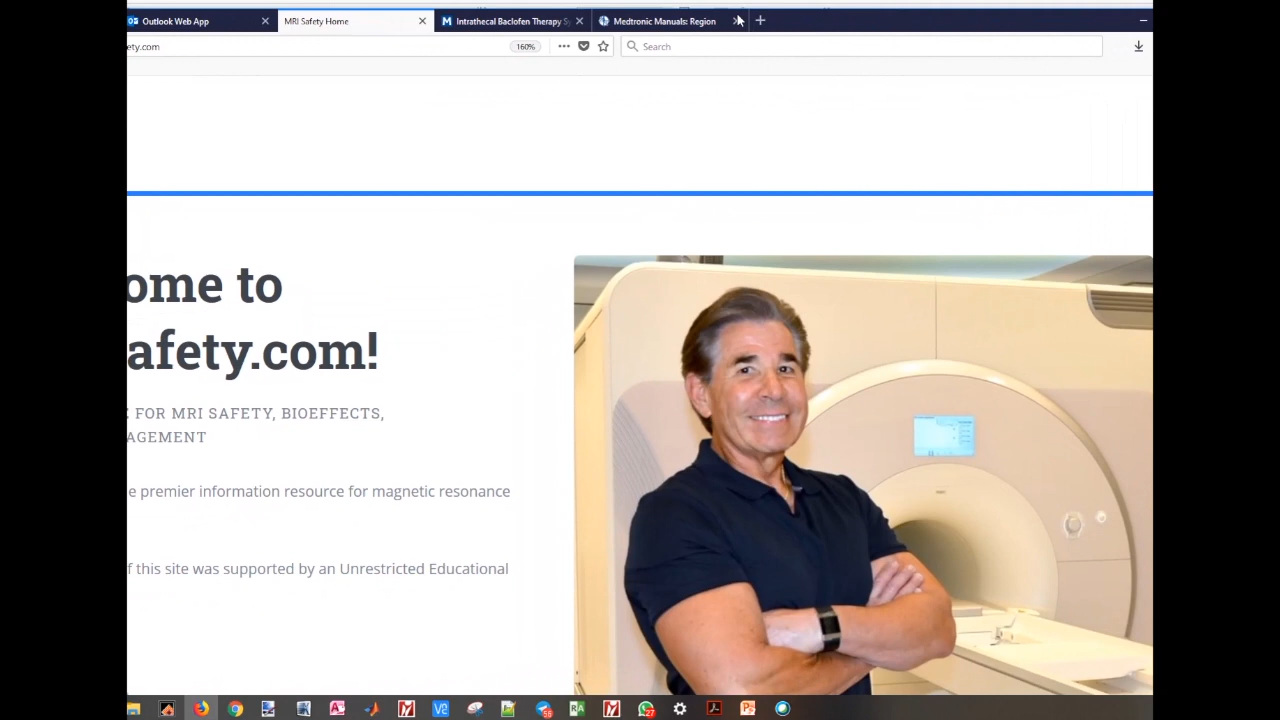 Outlook Web App
MRI Safety Home
Intrathecal Baclofen Therapy S
Medtronic Manuals: Region
ety.com
160%
Search
ome to
afety.com!
FOR MRI SAFETY, BIOEFFECTS,
AGEMENT
e premier information resource for magnetic resonance
f this site was supported by an Unrestricted Educational